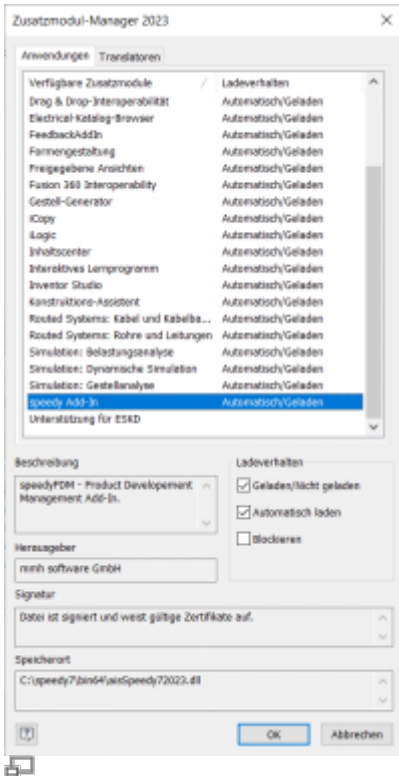 Zusatzmodul-Manager 2023
Anwendungen Translatoren
Verfügbare Zusatzmodule / Ladeverhalten
Drag & Drop-Interoperabilität Automatisch/Geladen
Electrical-Katalog-Browser Automatisch/Geladen
FeedbackAddIn Automatisch/Geladen
Formengestaltung Automatisch/Geladen
Freigegebene Ansichten Automatisch/Geladen
Fusion 360 Interoperability Automatisch/Geladen
Gestell-Generator Automatisch/Geladen
iCopy Automatisch/Geladen
iLogic Automatisch/Geladen
Inhaltscenter Automatisch/Geladen
Interaktives Lernprogramm Automatisch/Geladen
Inventor Studio Automatisch/Geladen
Konstruktions-Assistent Automatisch/Geladen
Routed Systems: Kabel und Kabelba... Automatisch/Geladen
Routed Systems: Rohre und Leitungen Automatisch/Geladen
Simulation: Belastungsanalyse Automatisch/Geladen
Simulation: Dynamische Simulation Automatisch/Geladen
Simulation: Gestellanalyse Automatisch/Geladen
speedy Add-In Automatisch/Geladen
Unterstützung für ESKD
Beschreibung
speedyPDM - Product Developement
Management Add-In.
Ladeverhalten
Geladen/Nicht geladen
Automatisch laden
Blockieren
Herausgeber
mmh software GmbH
Signatur
Datei ist signiert und weist gültige Zertifikate auf.
Speicherort
C:\speedy7\bin64\aisSpeedy72023.dll
OK Abbrechen